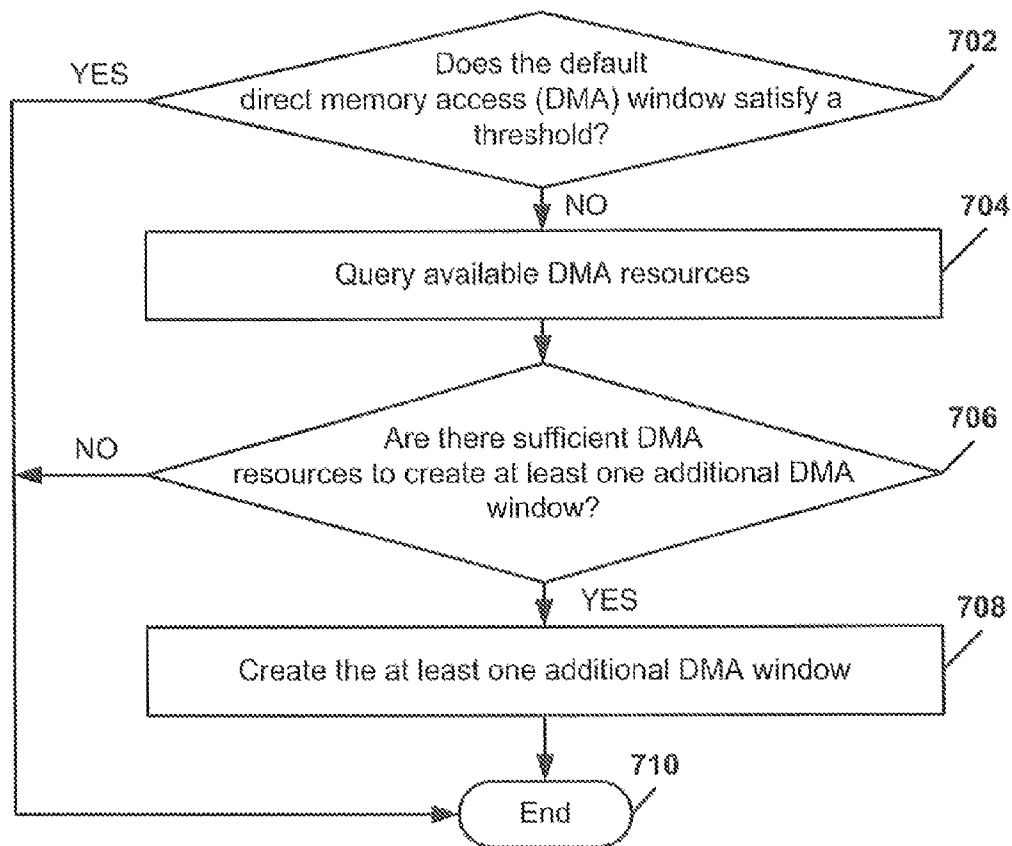 702
YES
Does the default
direct memory access (DMA) window satisfy a
threshold?
NO
704
Query available DMA resources
706
NO
Are there sufficient DMA
resources to create at least one additional DMA
window?
YES
708
Create the at least one additional DMA window
710
End